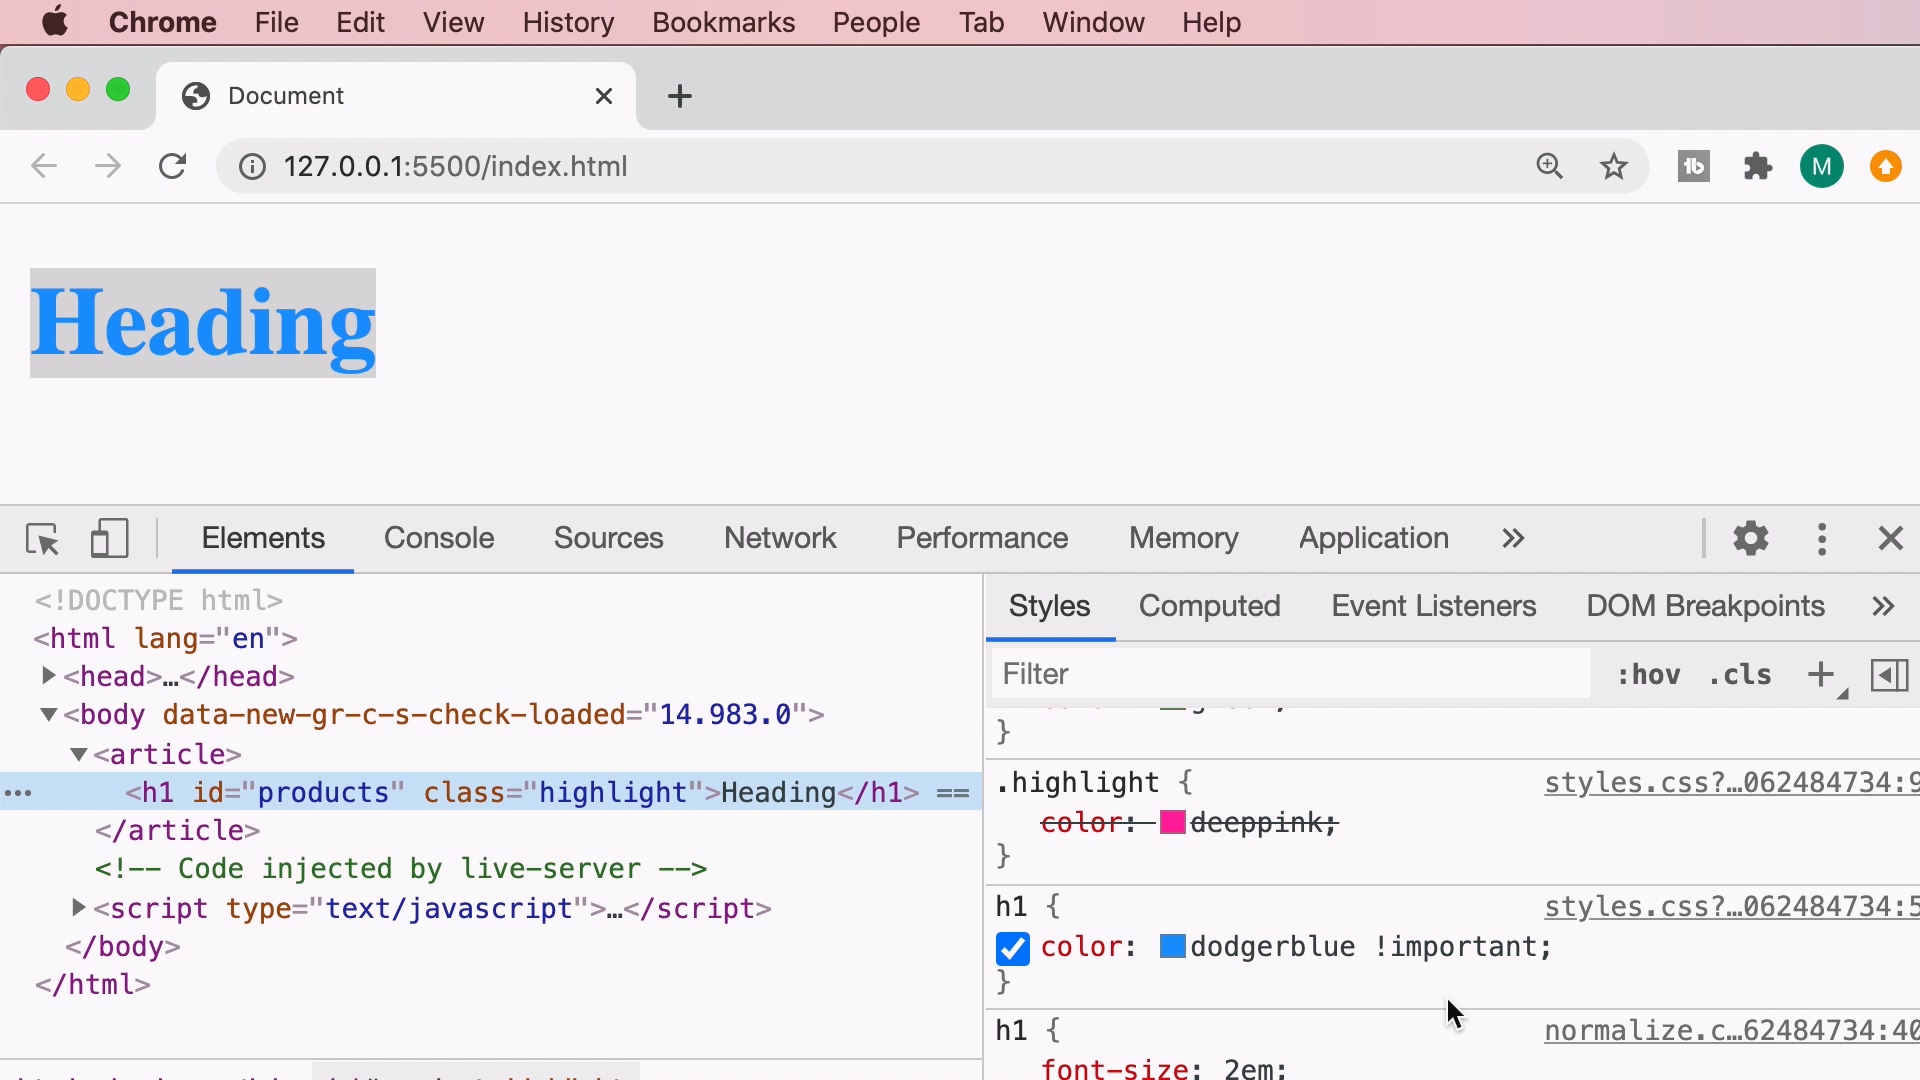 Chrome File Edit View History Bookmarks People Tab Window Help
Document
127.0.0.1:5500/index.html
M
Heading
Elements Console Sources Network Performance Memory Application »
<!DOCTYPE html>
<html lang="en">
<head>…</head>
<body data-new-gr-c-s-check-loaded="14.983.0">
<article>
<h1 id="products" class="highlight">Heading</h1> ==
</article>
<!-- Code injected by live-server -->
<script type="text/javascript">…</script>
</body>
</html>
Styles Computed Event Listeners DOM Breakpoints »
Filter :hov .cls +
}
.highlight { styles.css?…062484734:9
color: deeppink;
}
h1 { styles.css?…062484734:5
color: dodgerblue !important;
}
h1 { normalize.c…62484734:40
font-size: 2em;